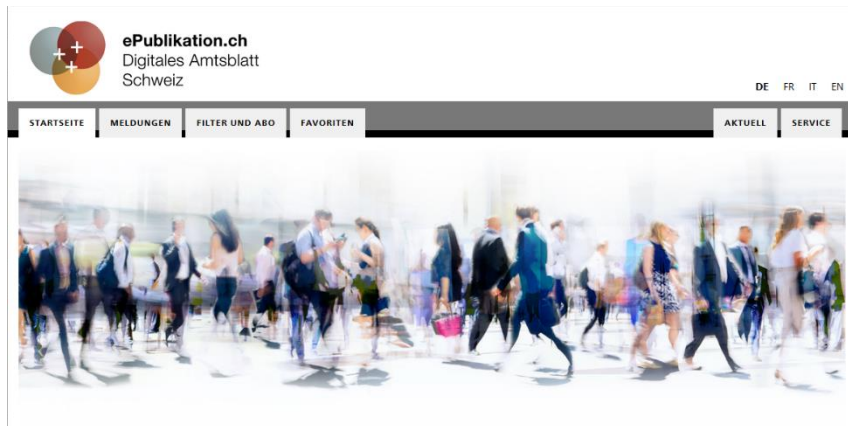 ePublikation.ch
Digitales Amtsblatt
Schweiz
DE FR IT EN
STARTSEITE MELDUNGEN FILTER UND ABO FAVORITEN AKTUELL SERVICE